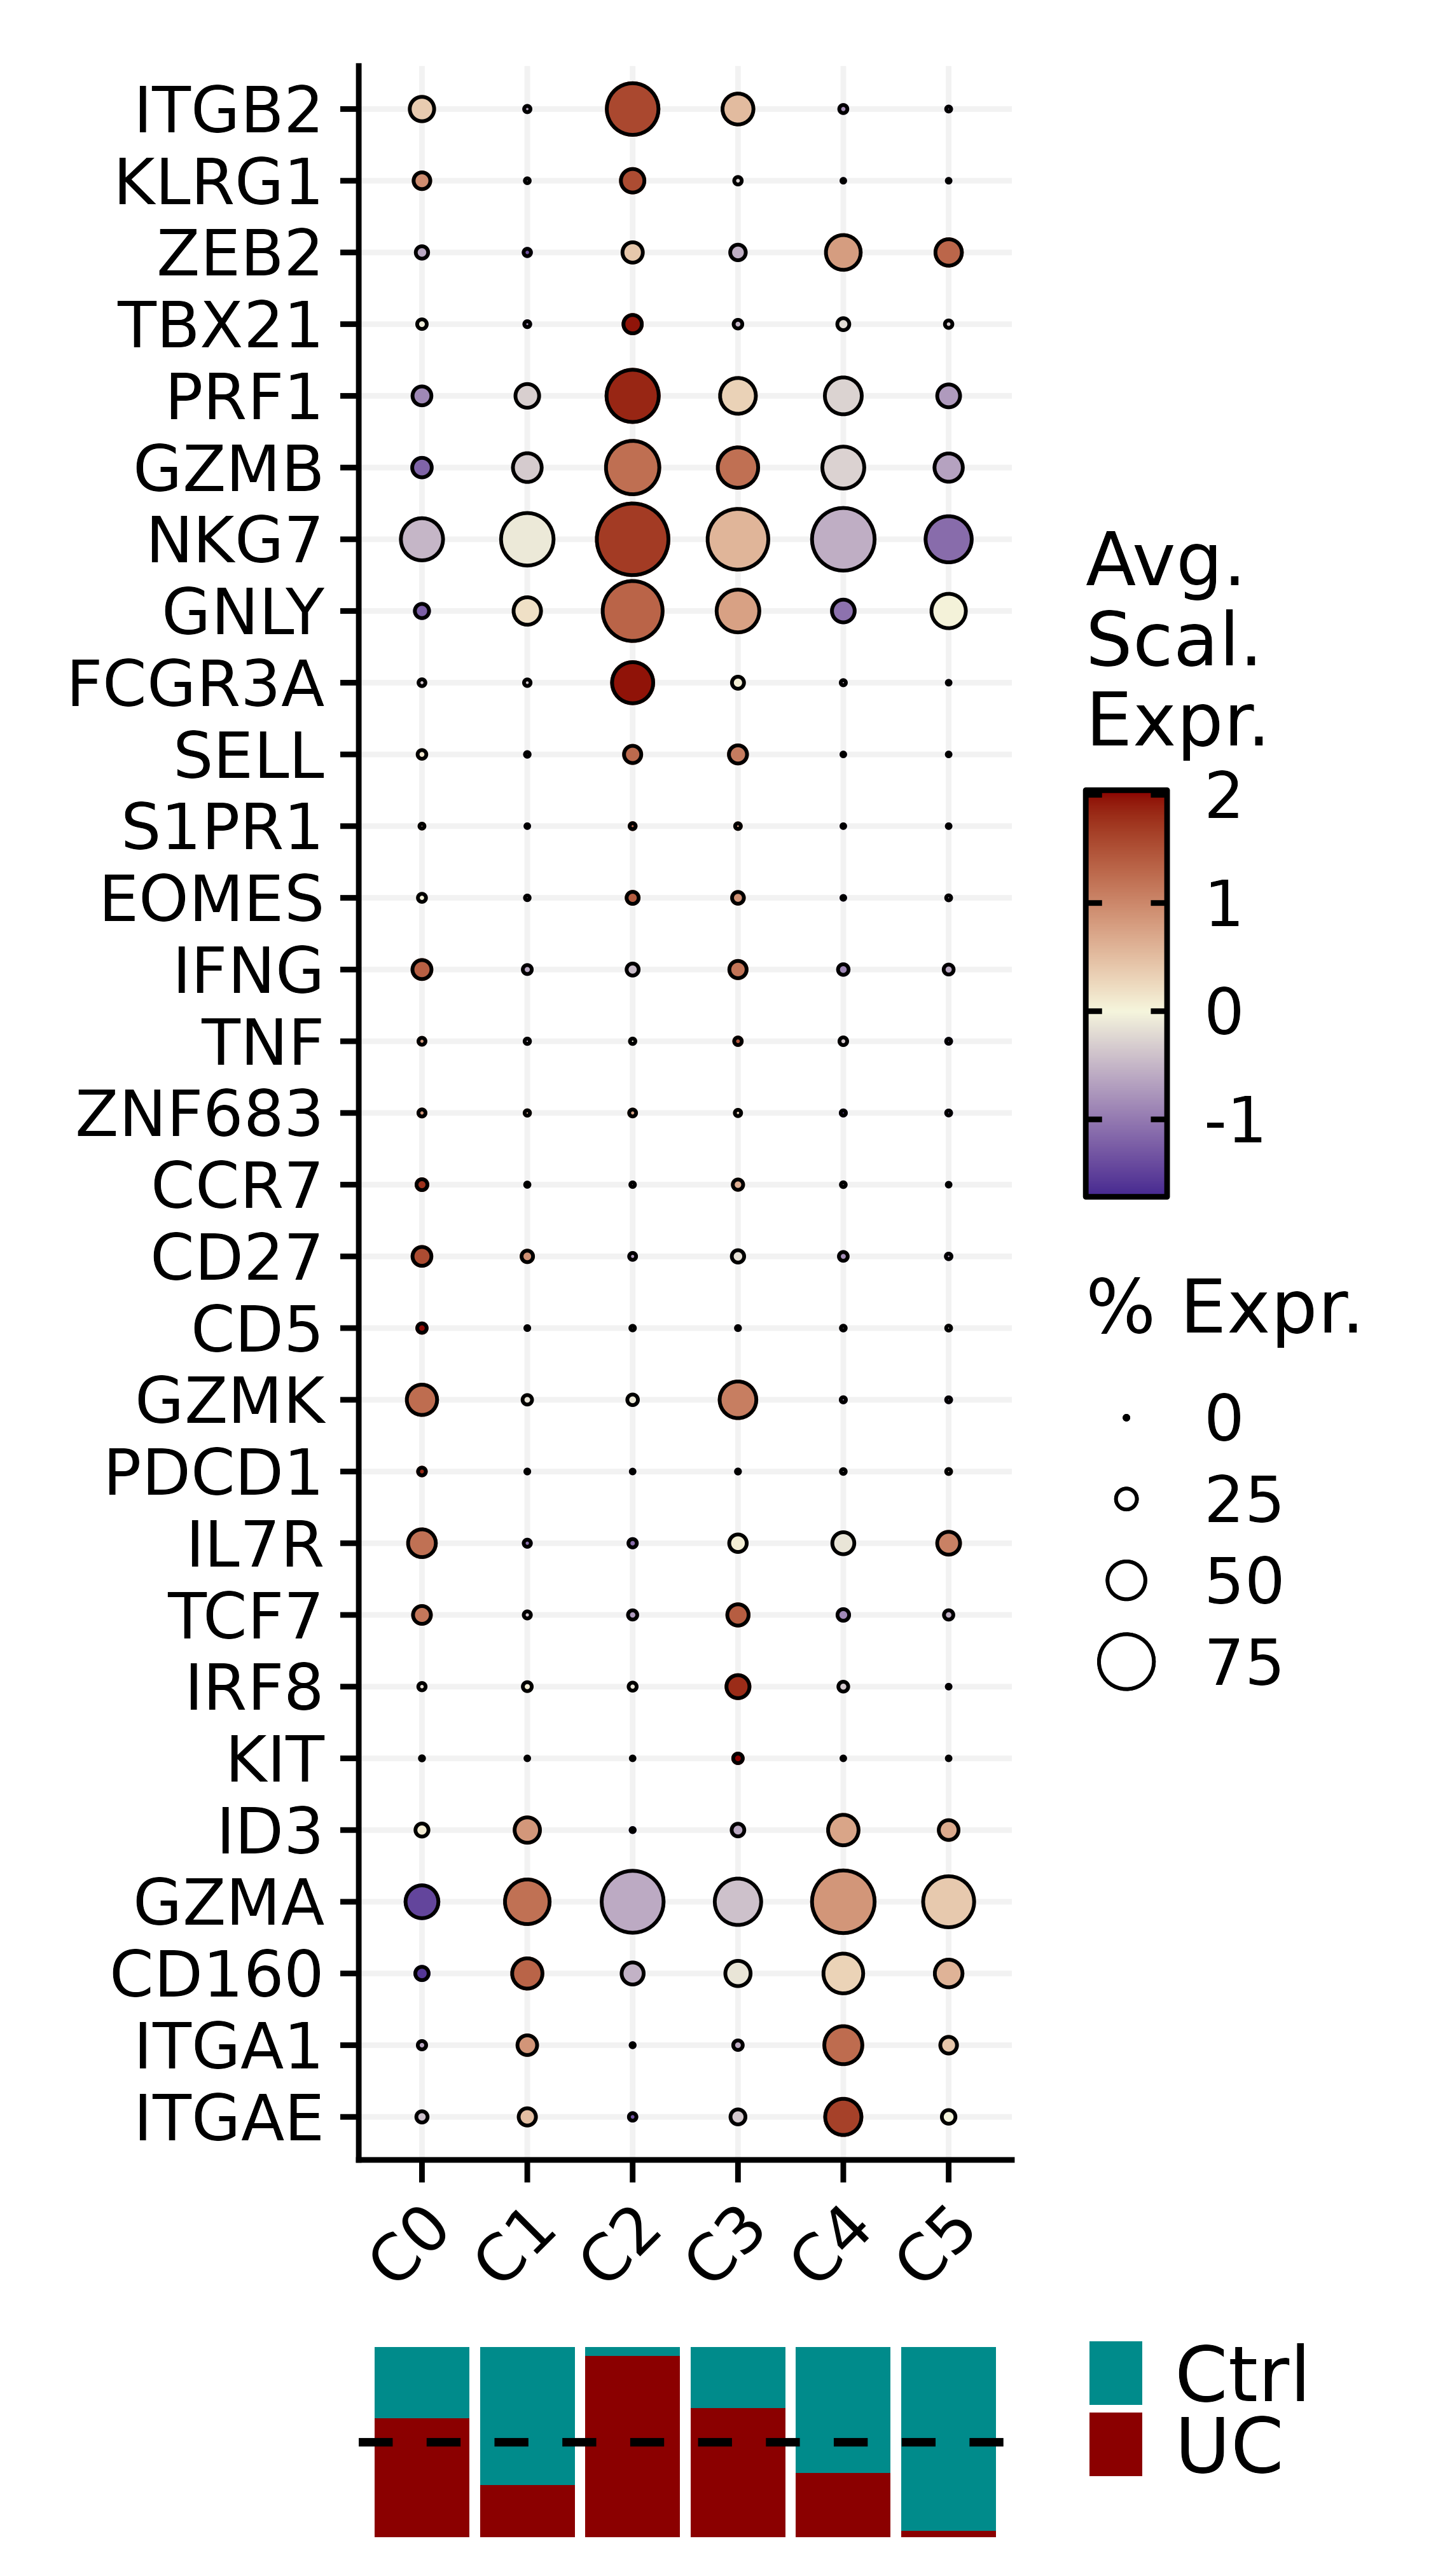 ITGB2
KLRG1
ZEB2
TBX21
PRF1
GZMB
NKG7
GNLY
FCGR3A
SELL
S1PR1
EOMES
IFNG
TNF
ZNF683
CCR7
CD27
CD5
GZMK
PDCD1
IL7R
TCF7
IRF8
KIT
ID3
GZMA
CD160
ITGA1
ITGAE
C0 C1 C2 C3 C4 C5
Avg.
Scal.
Expr.
2
1
0
-1
% Expr.
0
25
50
75
Ctrl
UC